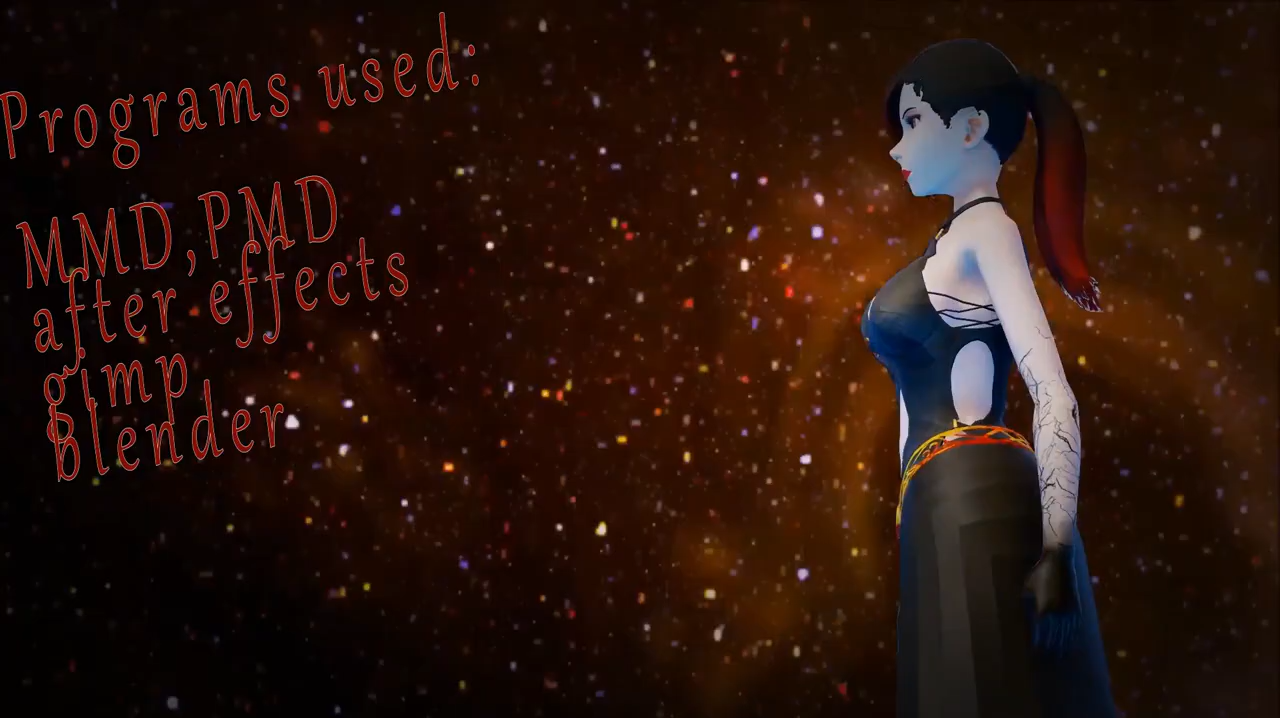 Programs used:
MMD,PMD
after effects
gimp,
blender